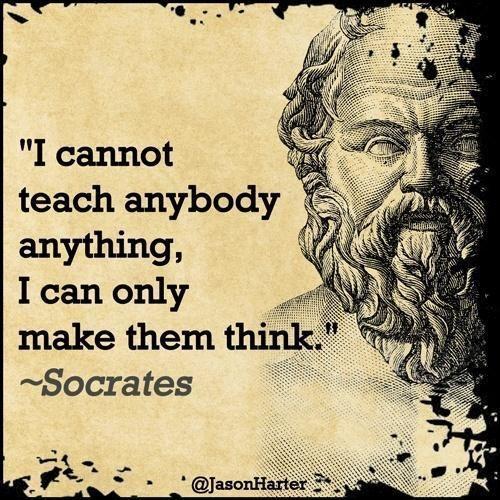 "I cannot
teach anybody
anything,
I can only
make them think."
~Socrates
@JasonHarter